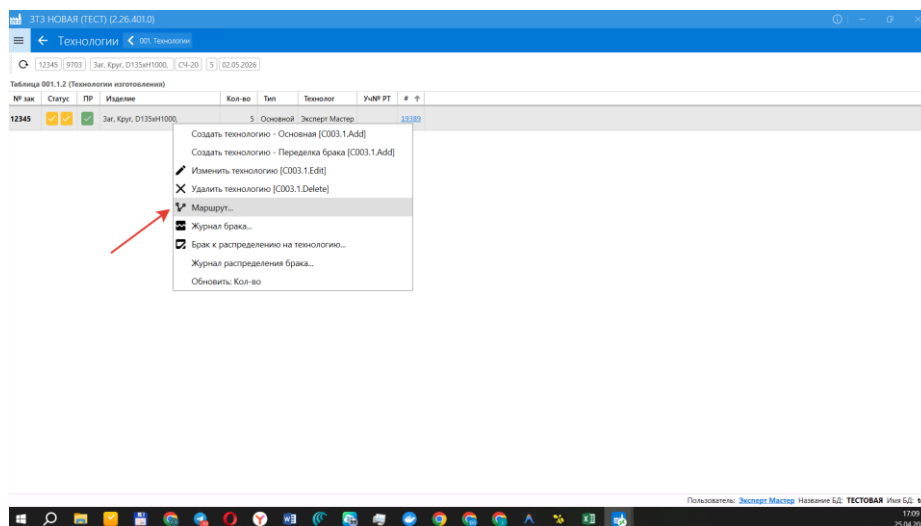 ЗТЗ НОВАЯ (ТЕСТ) (2.26.401.0)
Технологии 001. Технологии
12345 9703 Заг, Круг, D135xH1000, СЧ-20 5 02.05.2026
Таблица 001.1.2 (Технологии изготовления)
№ зак Статус ПР Изделие Кол-во Тип Технолог Уч№ РТ #
12345 Заг, Круг, D135xH1000, 5 Основной Эксперт Мастер 19389
Создать технологию - Основная [C003.1.Add]
Создать технологию - Переделка брака [C003.1.Add]
Изменить технологию [C003.1.Edit]
Удалить технологию [C003.1.Delete]
Маршрут...
Журнал брака...
Брак к распределению на технологию...
Журнал распределения брака...
Обновить: Кол-во
Пользователь: Эксперт Мастер Название БД: ТЕСТОВАЯ Имя БД:
17:09